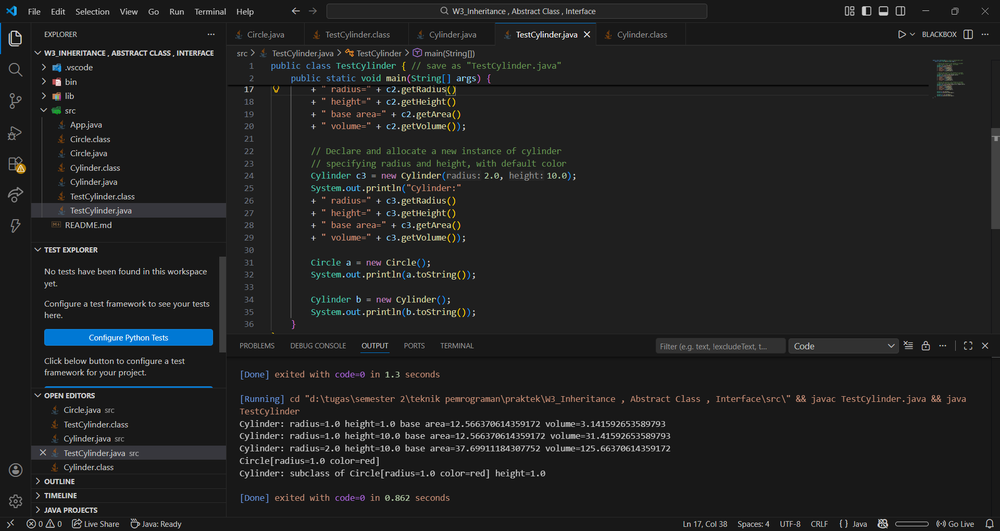 File Edit Selection View Go Run Terminal Help
W3_Inheritance , Abstract Class , Interface
EXPLORER
W3_INHERITANCE , ABSTRACT CLASS , INTERFACE
.vscode
bin
lib
src
App.java
Circle.class
Circle.java
Cylinder.class
Cylinder.java
TestCylinder.class
TestCylinder.java
README.md
TEST EXPLORER
No tests have been found in this workspace
yet.
Configure a test framework to see your tests
here.
Configure Python Tests
Click below button to configure a test
framework for your project.
OPEN EDITORS
Circle.java src
TestCylinder.class
Cylinder.java src
TestCylinder.java src
Cylinder.class
OUTLINE
TIMELINE
JAVA PROJECTS
Circle.java TestCylinder.class Cylinder.java TestCylinder.java Cylinder.class
BLACKBOX
src > TestCylinder.java > TestCylinder > main(String[])
1 public class TestCylinder { // save as "TestCylinder.java"
2 public static void main(String[] args) {
17 + " radius=" + c2.getRadius()
18 + " height=" + c2.getHeight()
19 + " base area=" + c2.getArea()
20 + " volume=" + c2.getVolume());
21
22 // Declare and allocate a new instance of cylinder
23 // specifying radius and height, with default color
24 Cylinder c3 = new Cylinder(radius: 2.0, height: 10.0);
25 System.out.println("Cylinder:"
26 + " radius=" + c3.getRadius()
27 + " height=" + c3.getHeight()
28 + " base area=" + c3.getArea()
29 + " volume=" + c3.getVolume());
30
31 Circle a = new Circle();
32 System.out.println(a.toString());
33
34 Cylinder b = new Cylinder();
35 System.out.println(b.toString());
36 }
PROBLEMS DEBUG CONSOLE OUTPUT PORTS TERMINAL
Filter (e.g. text, !excludeText, t...
Code
[Done] exited with code=0 in 1.3 seconds
[Running] cd "d:\tugas\semester 2\teknik pemrograman\praktek\W3_Inheritance , Abstract Class , Interface\src\" && javac TestCylinder.java && java
TestCylinder
Cylinder: radius=1.0 height=1.0 base area=12.566370614359172 volume=3.141592653589793
Cylinder: radius=1.0 height=10.0 base area=12.566370614359172 volume=31.41592653589793
Cylinder: radius=2.0 height=10.0 base area=37.69911184307752 volume=125.66370614359172
Circle[radius=1.0 color=red]
Cylinder: subclass of Circle[radius=1.0 color=red] height=1.0
[Done] exited with code=0 in 0.862 seconds
0 0 Live Share Java: Ready
Ln 17, Col 38 Spaces: 4 UTF-8 CRLF { } Java Go Live